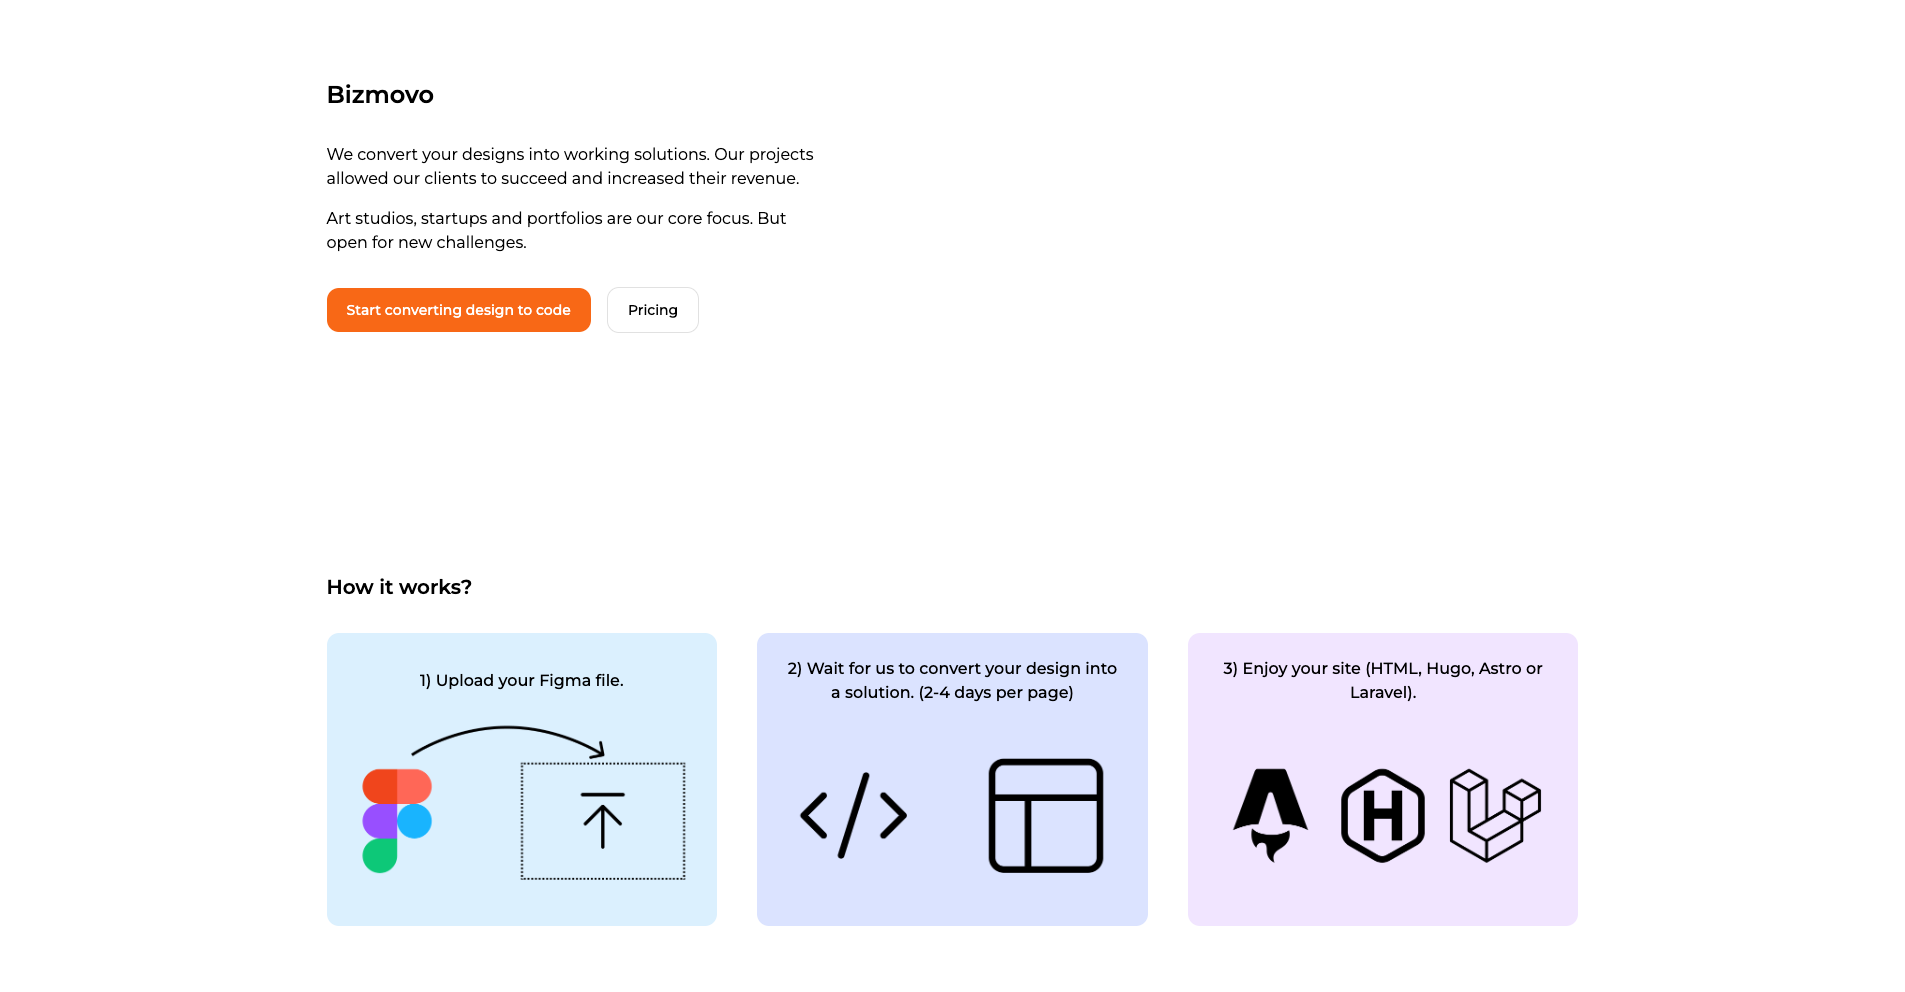 Bizmovo
We convert your designs into working solutions. Our projects
allowed our clients to succeed and increased their revenue.
Art studios, startups and portfolios are our core focus. But
open for new challenges.
Start converting design to code
Pricing
How it works?
1) Upload your Figma file.
2) Wait for us to convert your design into
a solution. (2-4 days per page)
3) Enjoy your site (HTML, Hugo, Astro or
Laravel).
H